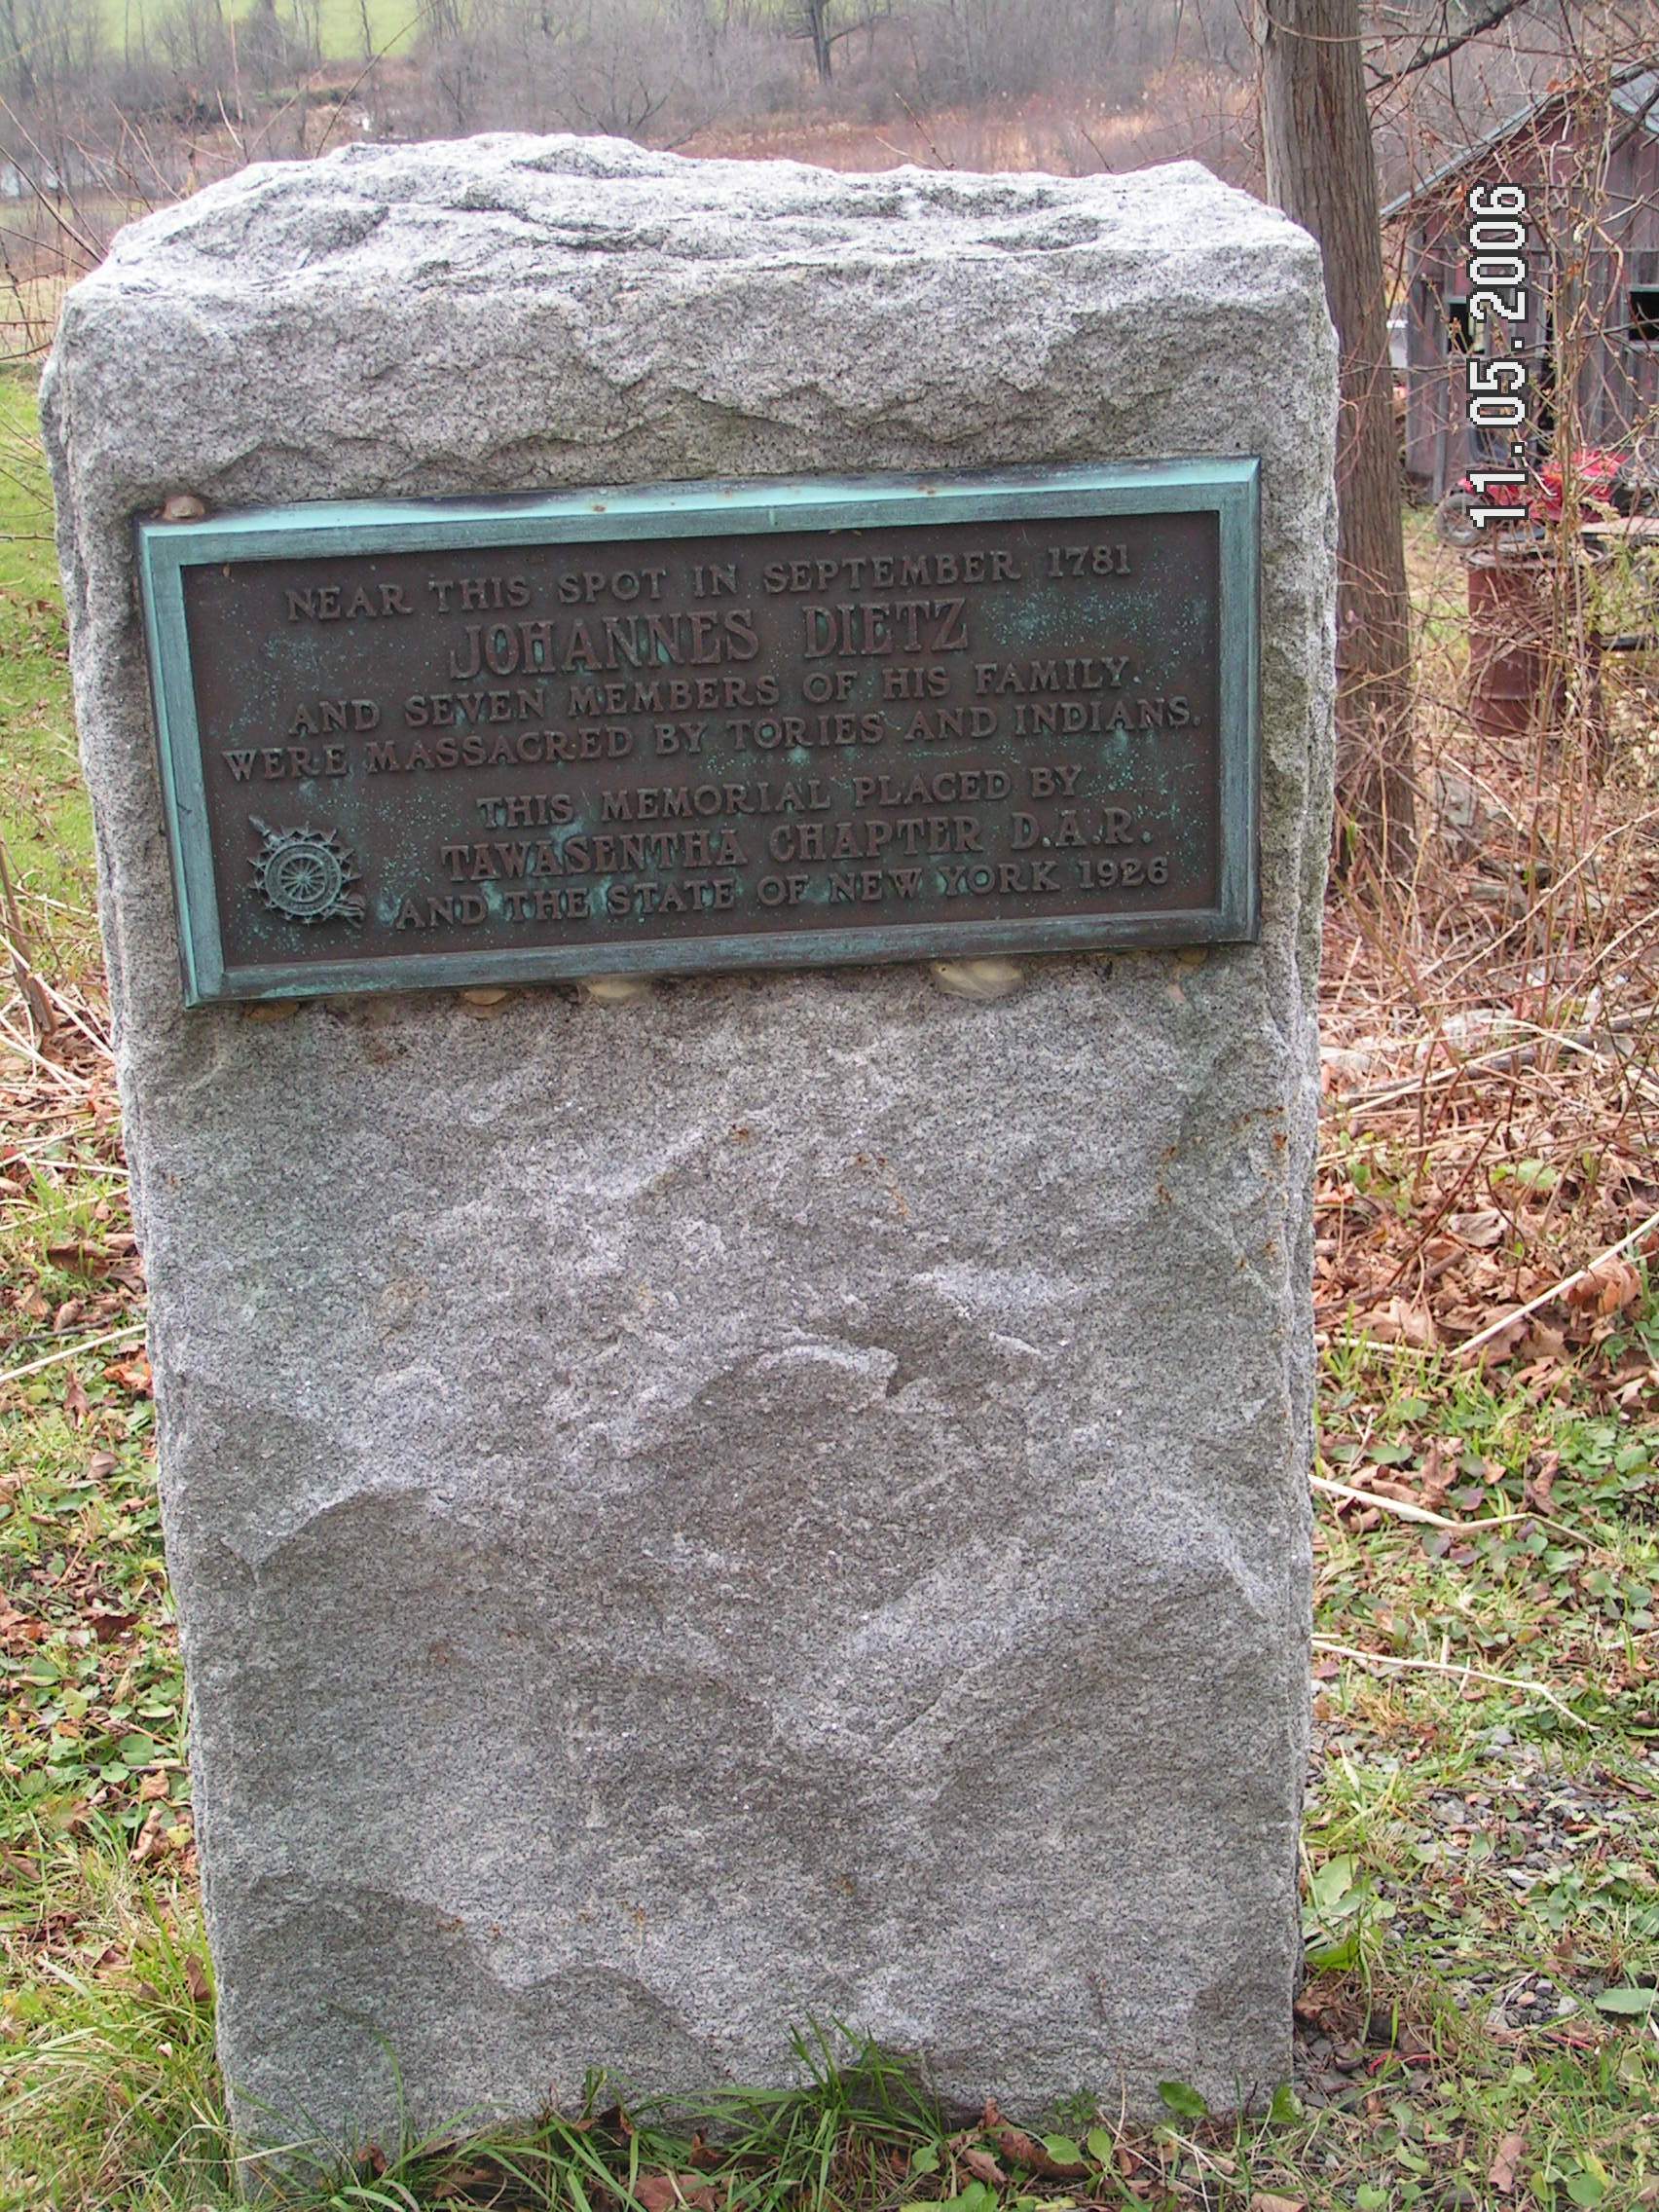 NEAR THIS SPOT IN SEPTEMBER 1781
JOHANNES DIETZ
AND SEVEN MEMBERS OF HIS FAMILY
WERE MASSACRED BY TORIES AND INDIANS.
THIS MEMORIAL PLACED BY
TAWASENTHA CHAPTER D.A.R.
AND THE STATE OF NEW YORK 1926
11.05.2006